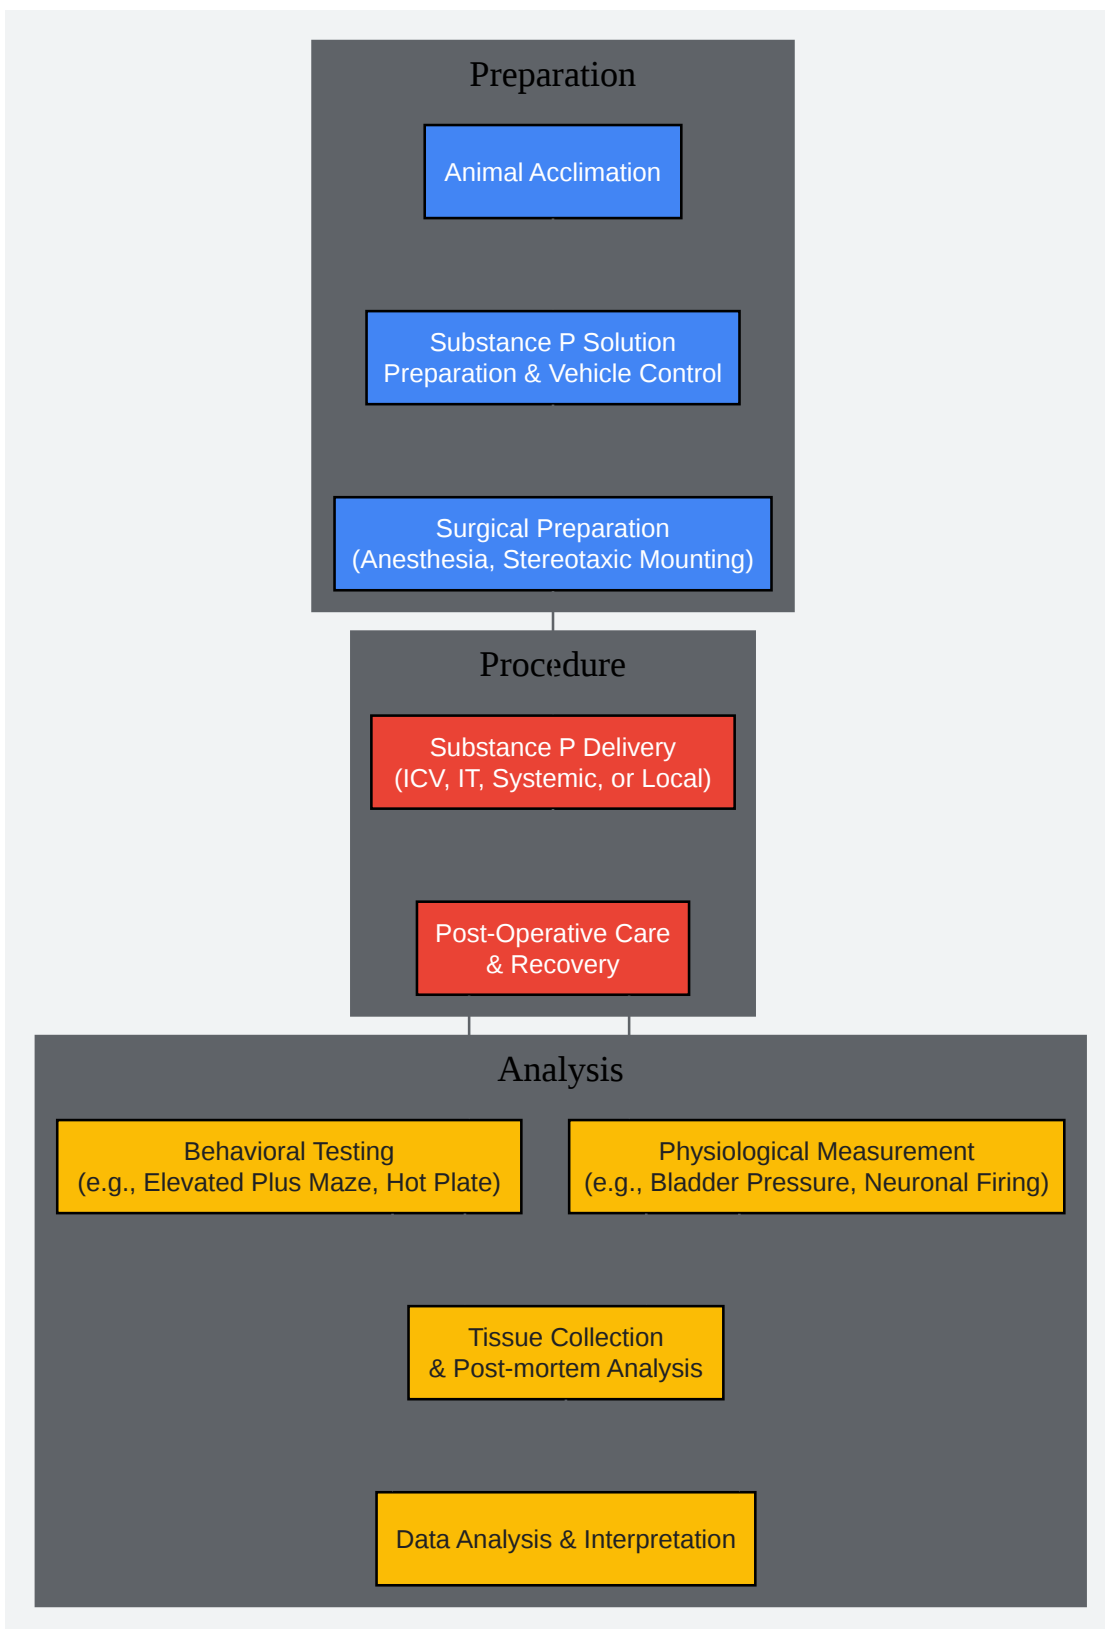 Preparation
Animal Acclimation
Substance P Solution
Preparation & Vehicle Control
Surgical Preparation
(Anesthesia, Stereotaxic Mounting)
Procedure
Substance P Delivery
(ICV, IT, Systemic, or Local)
Post-Operative Care
& Recovery
Analysis
Behavioral Testing
(e.g., Elevated Plus Maze, Hot Plate)
Physiological Measurement
(e.g., Bladder Pressure, Neuronal Firing)
Tissue Collection
& Post-mortem Analysis
Data Analysis & Interpretation